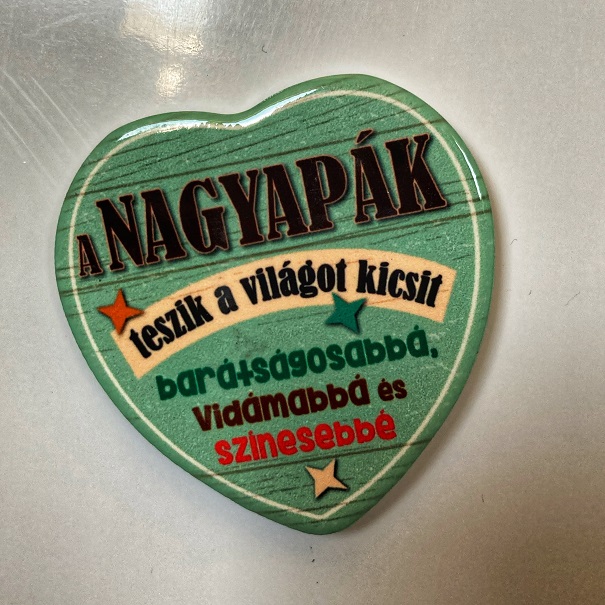 A NAGYAPÁK
teszik a világot kicsit
barátságosabbá,
Vidámabbá és
színesebbé